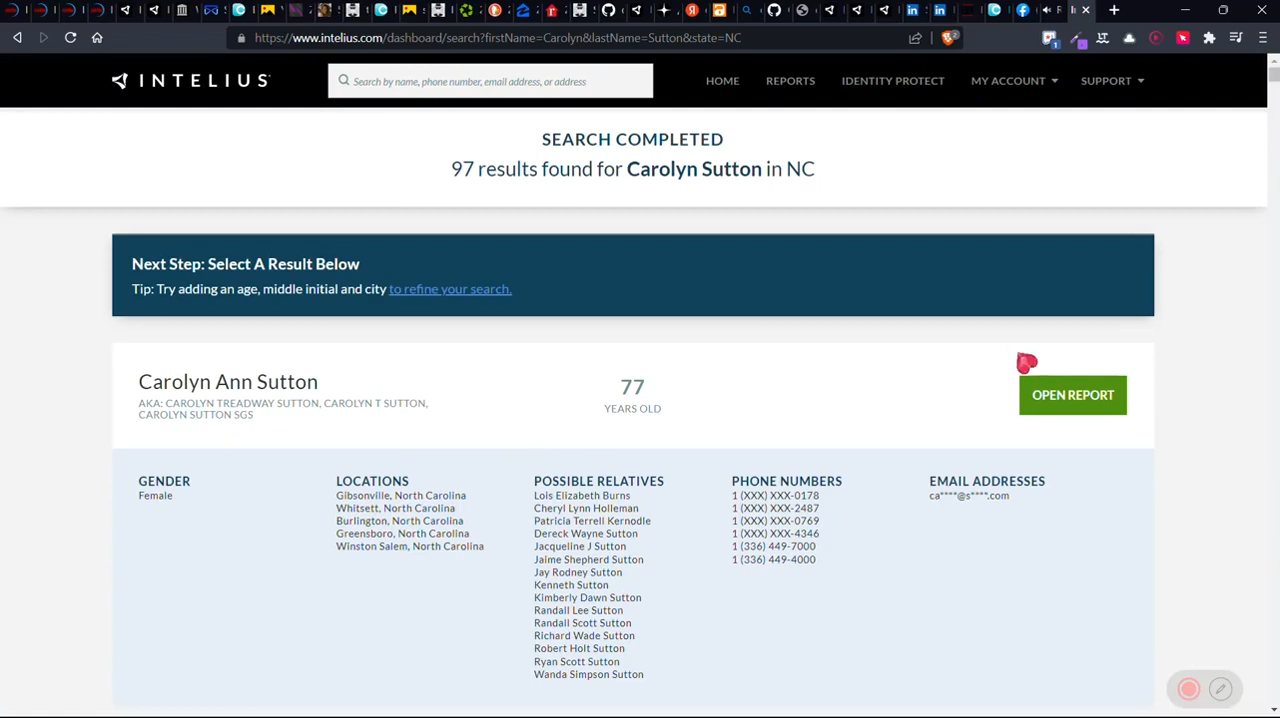 https://www.intelius.com/dashboard/search?firstName=Carolyn&lastName=Sutton&state=NC
INTELIUS
Search by name, phone number, email address, or address
HOME
REPORTS
IDENTITY PROTECT
MY ACCOUNT
SUPPORT
SEARCH COMPLETED
97 results found for Carolyn Sutton in NC
Next Step: Select A Result Below
Tip: Try adding an age, middle initial and city to refine your search.
Carolyn Ann Sutton
AKA: CAROLYN TREADWAY SUTTON, CAROLYN T SUTTON,
CAROLYN SUTTON SGS
77
YEARS OLD
OPEN REPORT
GENDER
Female
LOCATIONS
Gibsonville, North Carolina
Whitsett, North Carolina
Burlington, North Carolina
Greensboro, North Carolina
Winston Salem, North Carolina
POSSIBLE RELATIVES
Lois Elizabeth Burns
Cheryl Lynn Holleman
Patricia Terrell Kernodle
Dereck Wayne Sutton
Jacqueline J Sutton
Jaime Shepherd Sutton
Jay Rodney Sutton
Kenneth Sutton
Kimberly Dawn Sutton
Randall Lee Sutton
Randall Scott Sutton
Richard Wade Sutton
Robert Holt Sutton
Ryan Scott Sutton
Wanda Simpson Sutton
PHONE NUMBERS
1 (XXX) XXX-0178
1 (XXX) XXX-2487
1 (XXX) XXX-0769
1 (XXX) XXX-4346
1 (336) 449-7000
1 (336) 449-4000
EMAIL ADDRESSES
ca****@s****.com